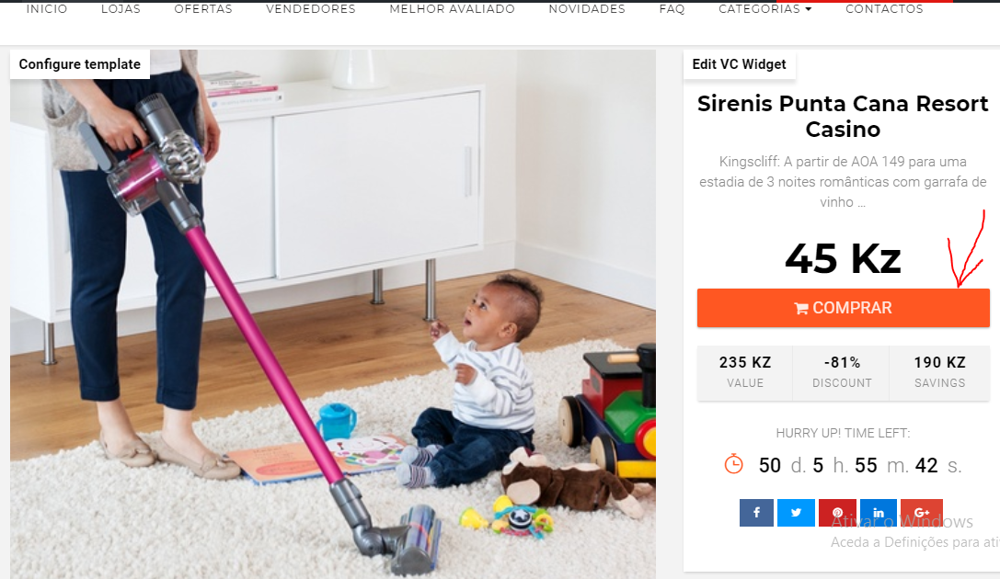 INICIO LOJAS OFERTAS VENDEDORES MELHOR AVALIADO NOVIDADES FAQ CATEGORIAS CONTACTOS
Configure template
Edit VC Widget
Sirenis Punta Cana Resort
Casino
Kingscliff: A partir de AOA 149 para uma
estadia de 3 noites românticas com garrafa de
vinho ...
45 Kz
COMPRAR
235 KZ -81% 190 KZ
VALUE DISCOUNT SAVINGS
HURRY UP! TIME LEFT:
50 d. 5 h. 55 m. 42 s.
f in G+
Ativar o Windows
Aceda a Definições para ati